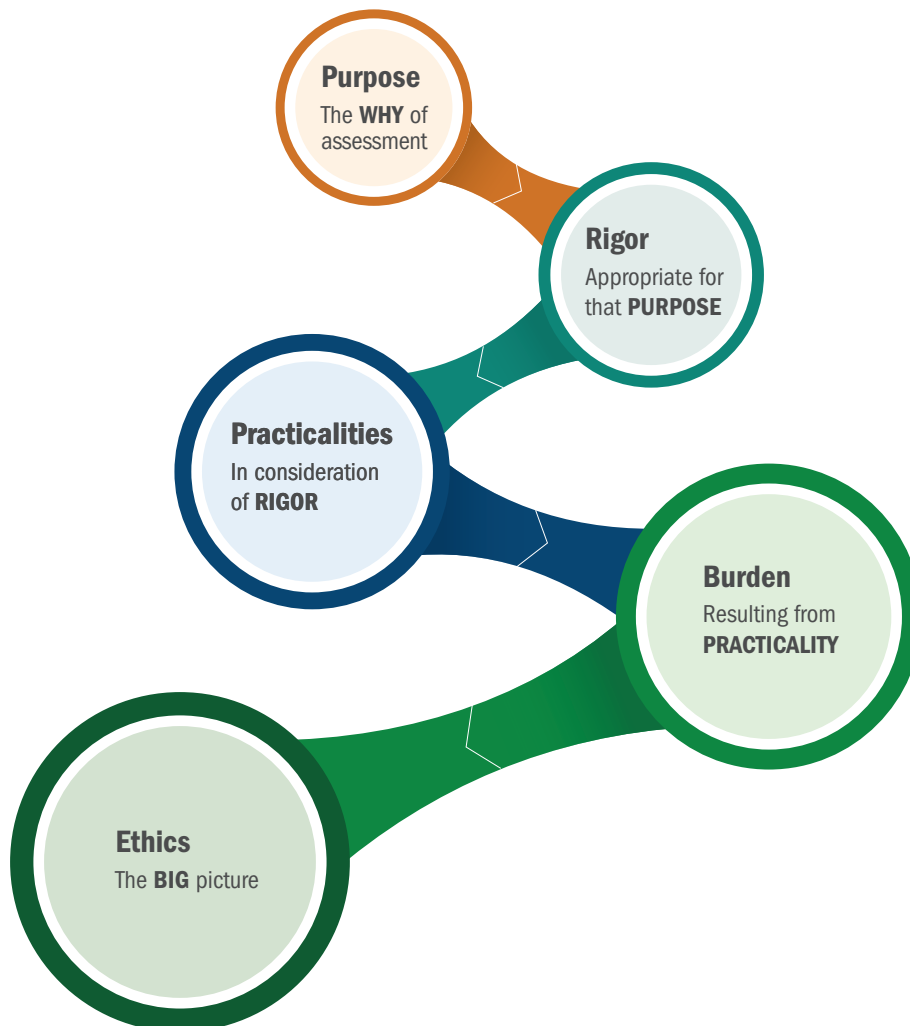 Purpose
The WHY of
assessment
Rigor
Appropriate for
that PURPOSE
Practicalities
In consideration
of RIGOR
Burden
Resulting from
PRACTICALITY
Ethics
The BIG picture